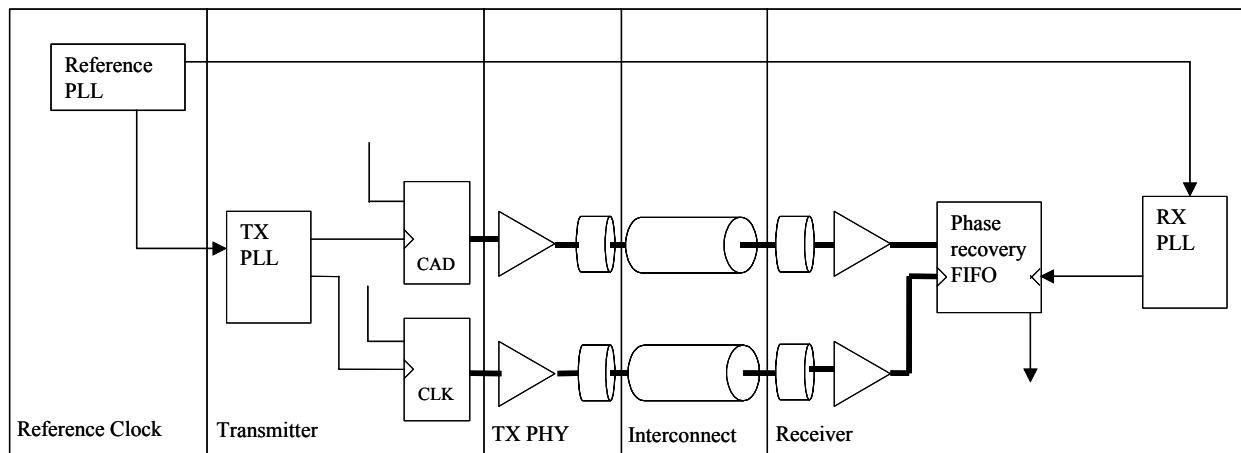 Reference
PLL
TX
PLL
CAD
CLK
Phase
recovery
FIFO
RX
PLL
Reference Clock
Transmitter
TX PHY
Interconnect
Receiver